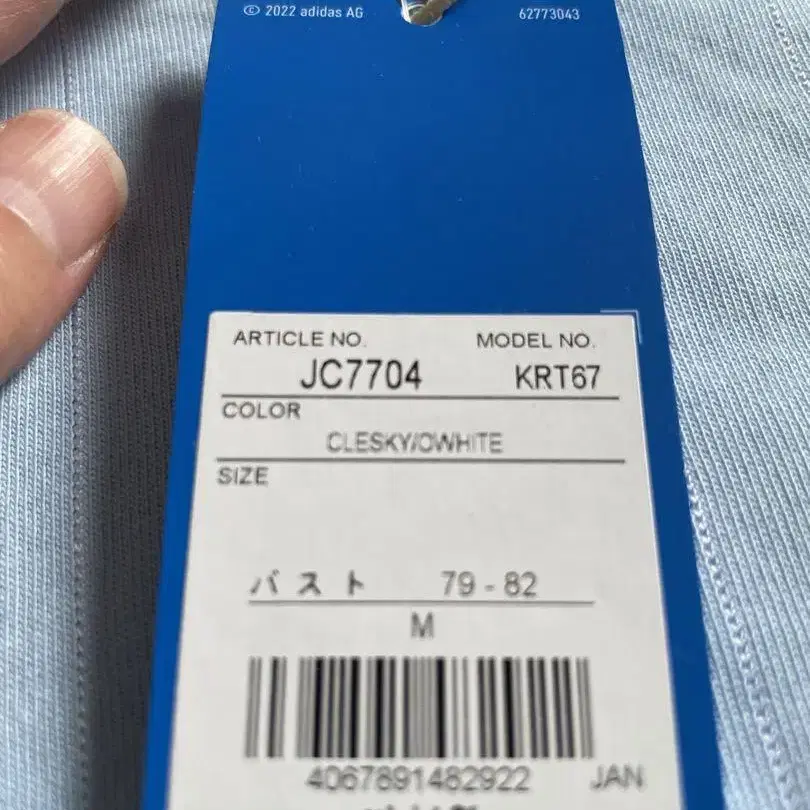 © 2022 adidas AG 62773043
ARTICLE NO. MODEL NO.
JC7704 KRT67
COLOR
CLESKY/OWHITE
SIZE
バスト 79 - 82
M
4067891482922 JAN